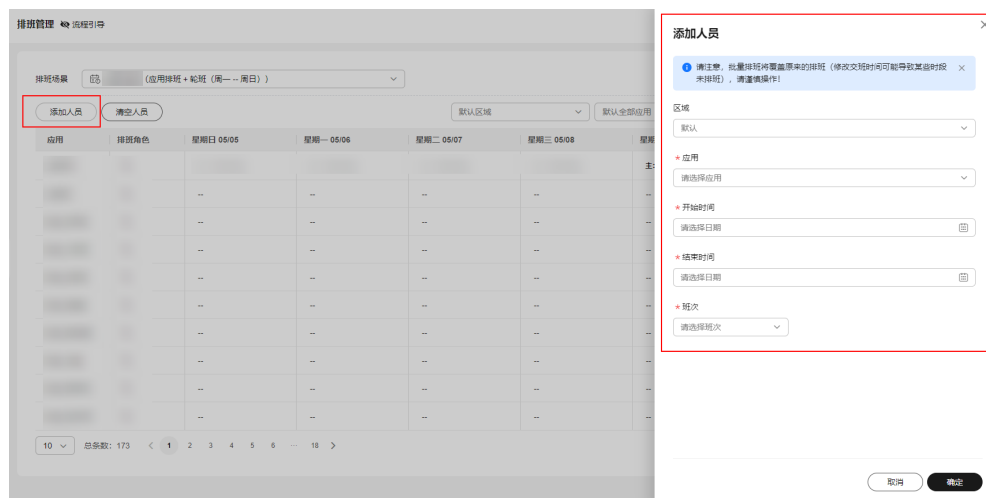 排班管理 流程引导
排班场景 (应用排班 + 轮班（周一 -- 周日）)
添加人员 清空人员 默认区域 默认全部应用
应用 排班角色 星期日 05/05 星期一 05/06 星期二 05/07 星期三 05/08
主
-- -- -- -- --
-- -- -- -- --
-- -- -- -- --
-- -- -- -- --
-- -- -- -- --
-- -- -- -- --
-- -- -- -- --
-- -- -- -- --
-- -- -- -- --
10 总条数：173 < 1 2 3 4 5 6 ··· 18 >
添加人员
请注意，批量排班将覆盖原来的排班（修改交班时间可能导致某些时段
未排班），请谨慎操作！
区域
默认
* 应用
请选择应用
* 开始时间
请选择日期
* 结束时间
请选择日期
* 班次
请选择班次
取消 确定